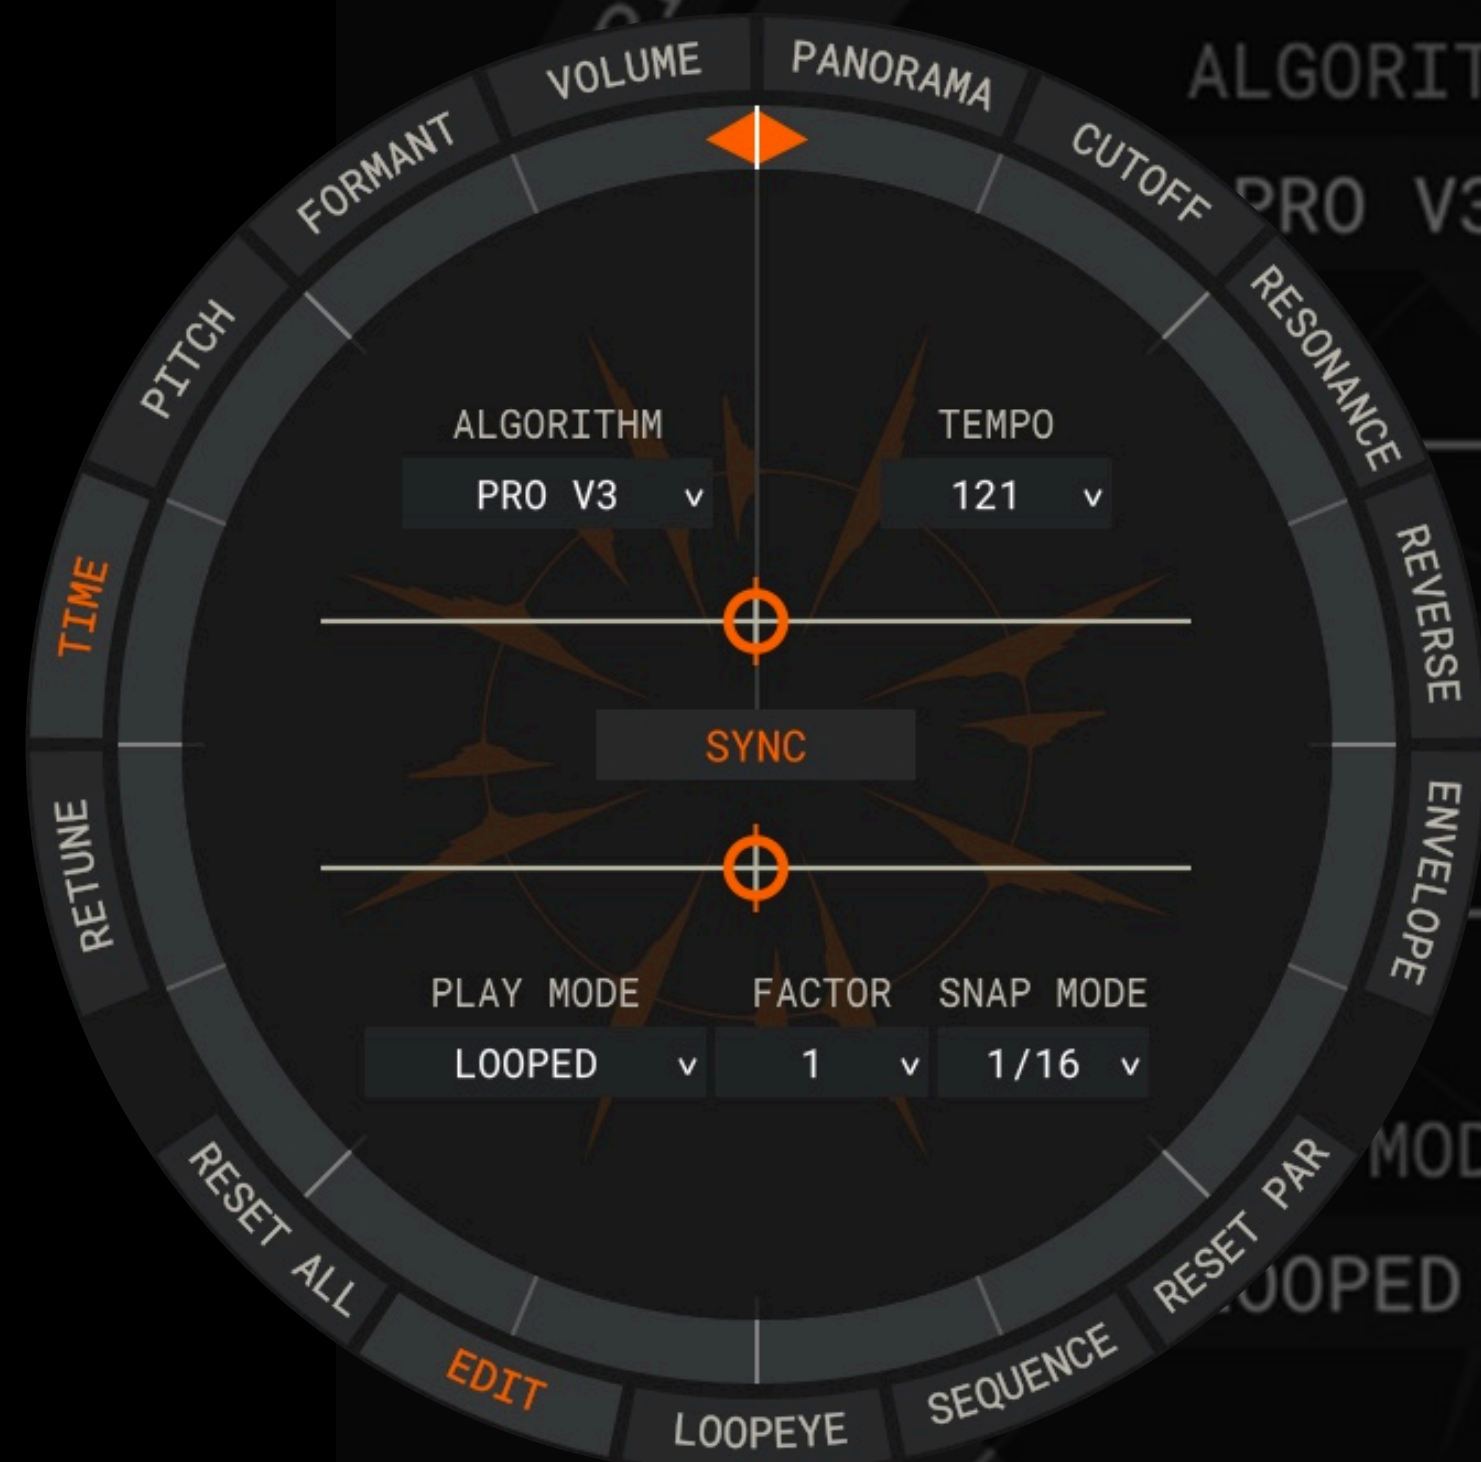 VOLUME
PANORAMA
FORMANT
CUTOFF
PITCH
RESONANCE
TIME
REVERSE
RETUNE
ENVELOPE
ALGORITHM
TEMPO
PRO V3
121
SYNC
PLAY MODE
FACTOR
SNAP MODE
LOOPED
1
1/16
RESET ALL
EDIT
LOOPEYE
SEQUENCE
RESET PAR
ALGORIT
PRO V3
MOD
OOPED